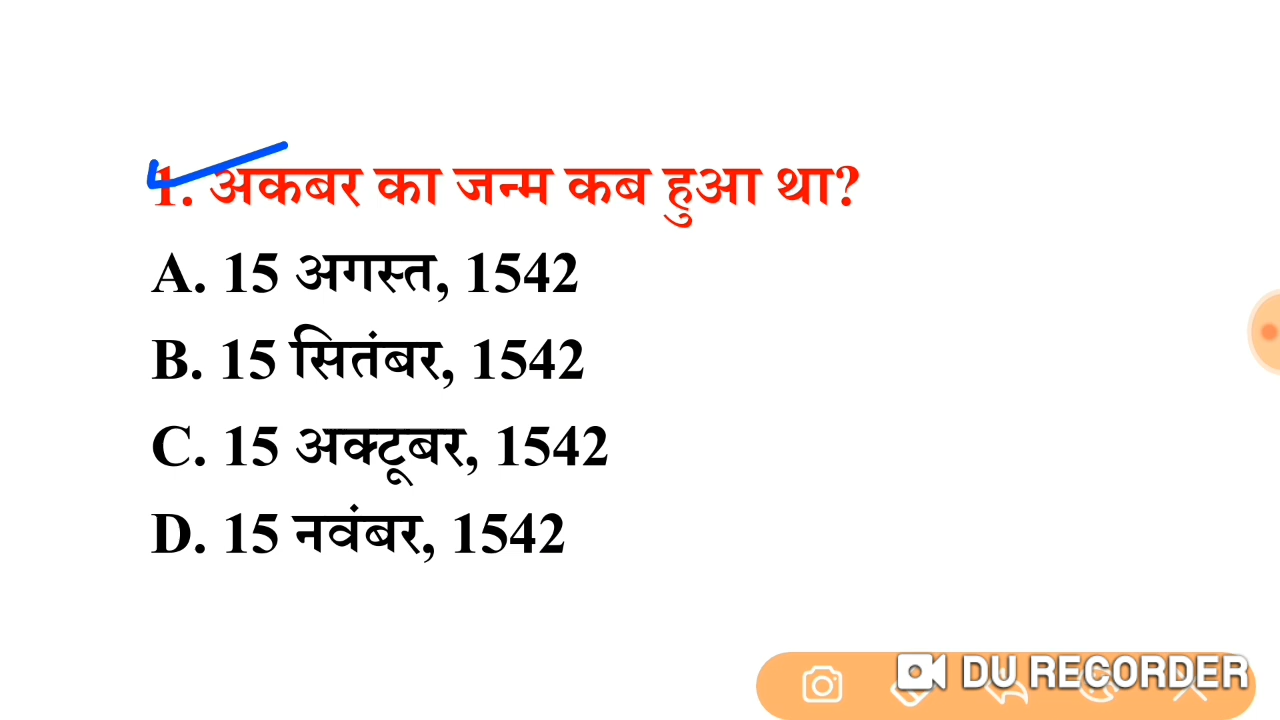 1. अकबर का जन्म कब हुआ था?
A. 15 अगस्त, 1542
B. 15 सितंबर, 1542
C. 15 अक्टूबर, 1542
D. 15 नवंबर, 1542
DU RECORDER